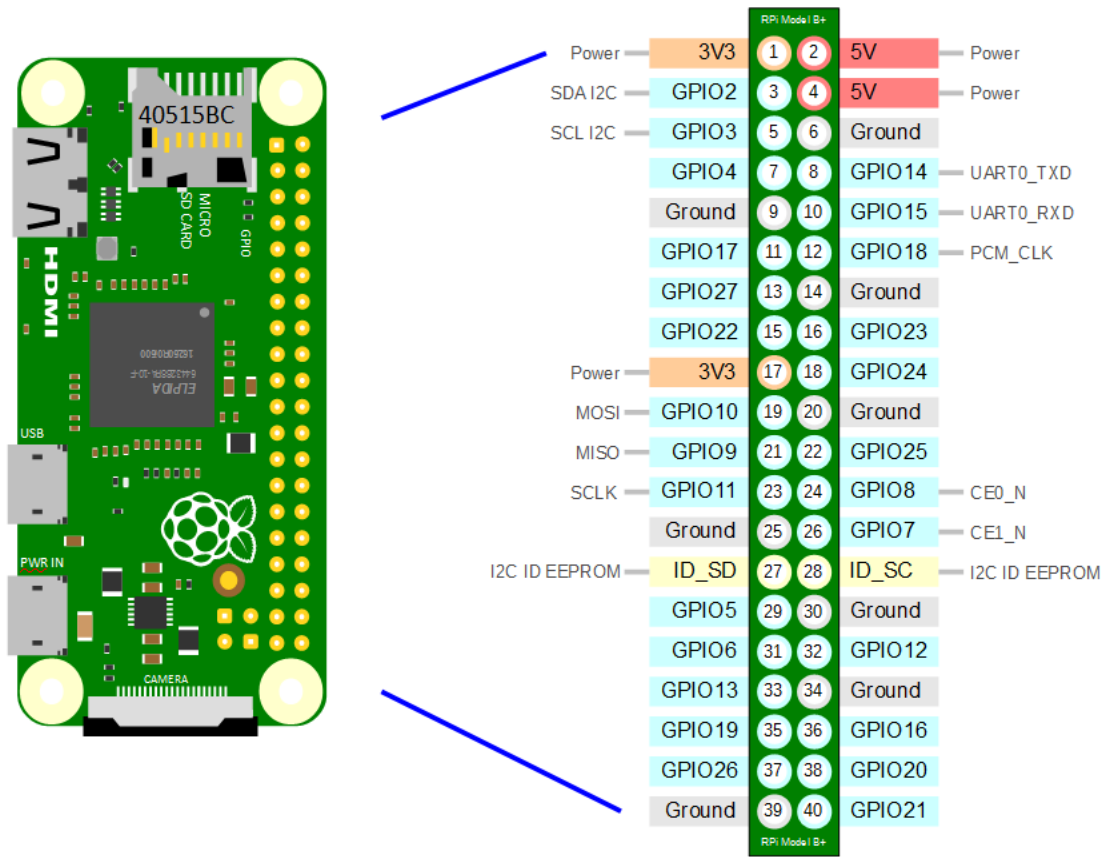 40515BC
MICRO
SD CARD
GPIO
HDMI
16260R0600
ELPIDA
USB
PWR IN
CAMERA
RPi Model B+
Power 3V3 1 2 5V Power
SDA I2C GPIO2 3 4 5V Power
SCL I2C GPIO3 5 6 Ground
GPIO4 7 8 GPIO14 UART0_TXD
Ground 9 10 GPIO15 UART0_RXD
GPIO17 11 12 GPIO18 PCM_CLK
GPIO27 13 14 Ground
GPIO22 15 16 GPIO23
Power 3V3 17 18 GPIO24
MOSI GPIO10 19 20 Ground
MISO GPIO9 21 22 GPIO25
SCLK GPIO11 23 24 GPIO8 CE0_N
Ground 25 26 GPIO7 CE1_N
I2C ID EEPROM ID_SD 27 28 ID_SC I2C ID EEPROM
GPIO5 29 30 Ground
GPIO6 31 32 GPIO12
GPIO13 33 34 Ground
GPIO19 35 36 GPIO16
GPIO26 37 38 GPIO20
Ground 39 40 GPIO21
RPi Model B+